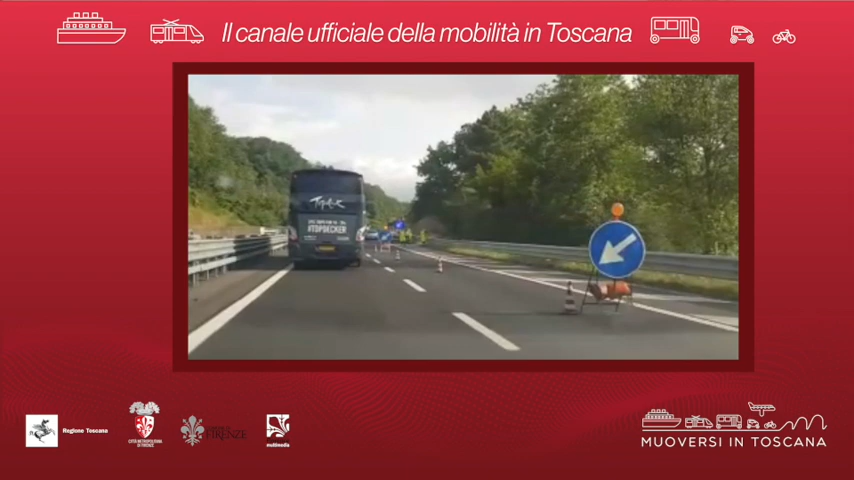 Il canale ufficiale della mobilità in Toscana
#TOPDECKER
Regione Toscana
CITTÀ METROPOLITANA
DI FIRENZE
FIRENZE
multimedia
MUOVERSI IN TOSCANA